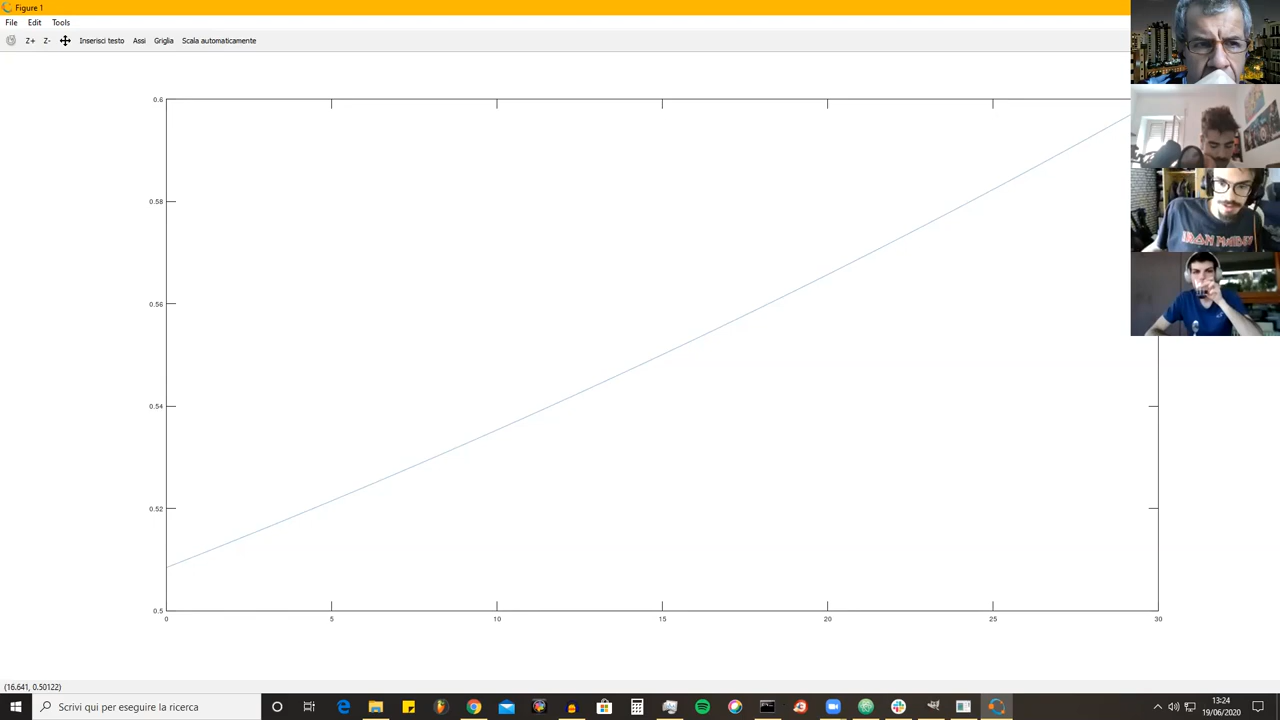 Figure 1
File Edit Tools
Z+ Z- Inserisci testo Assi Griglia Scala automaticamente
0.6
0.58
0.56
0.54
0.52
0.5
0 5 10 15 20 25 30
IRON MAIDEN
(16.641, 0.50122)
Scrivi qui per eseguire la ricerca
13:24
19/06/2020